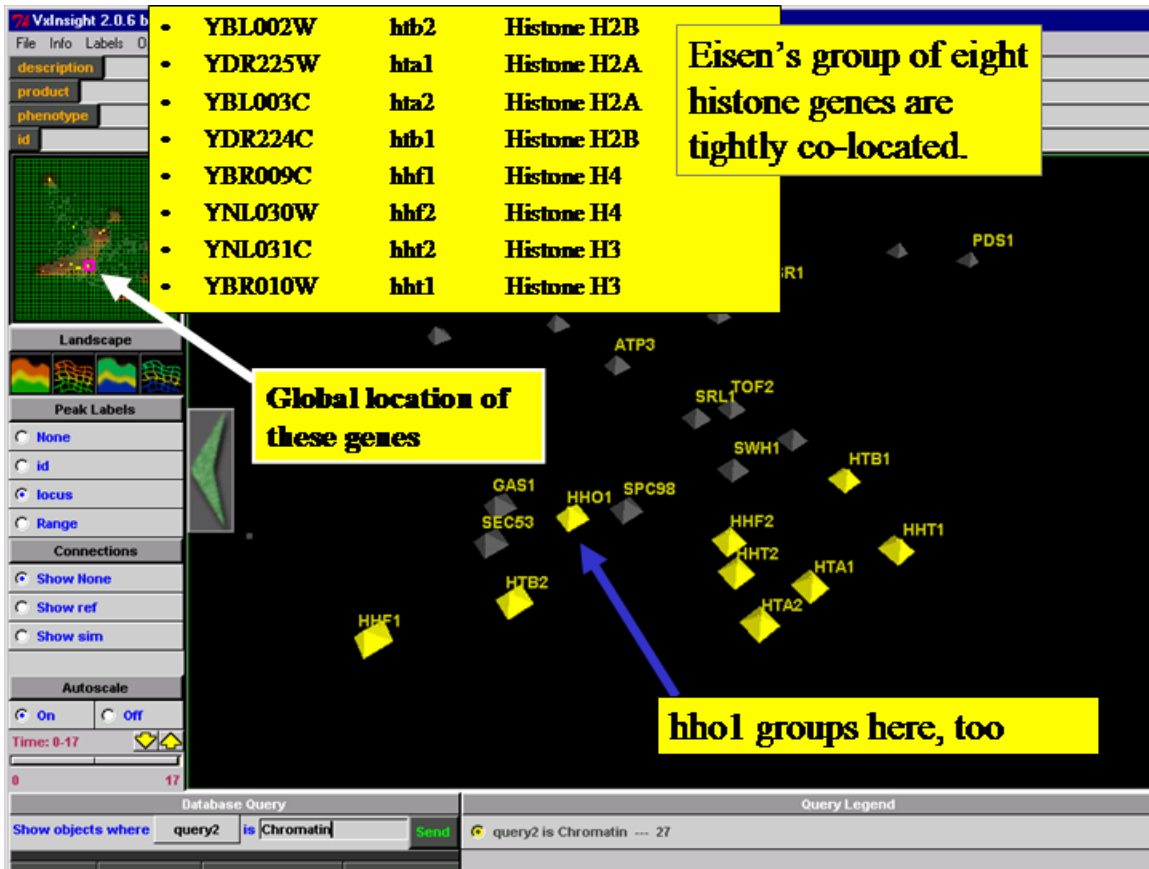 VxInsight 2.0.6 b
File Info Labels O
description
product
phenotype
id
• YBL002W htb2 Histone H2B
• YDR225W hta1 Histone H2A
• YBL003C hta2 Histone H2A
• YDR224C htb1 Histone H2B
• YBR009C hhf1 Histone H4
• YNL030W hhf2 Histone H4
• YNL031C hht2 Histone H3
• YBR010W hht1 Histone H3
Eisen's group of eight
histone genes are
tightly co-located.
PDS1
SR1
ATP3
SRL1
TOF2
SWH1
HTB1
GAS1
HHO1
SPC98
SEC53
HHF2
HHT1
HHT2
HTA1
HTB2
HTA2
HHF1
Global location of
these genes
hho1 groups here, too
Landscape
Peak Labels
None
id
locus
Range
Connections
Show None
Show ref
Show sim
Autoscale
On Off
Time: 0-17
0 17
Database Query
Show objects where query2 is Chromatin Send
Query Legend
query2 is Chromatin --- 27